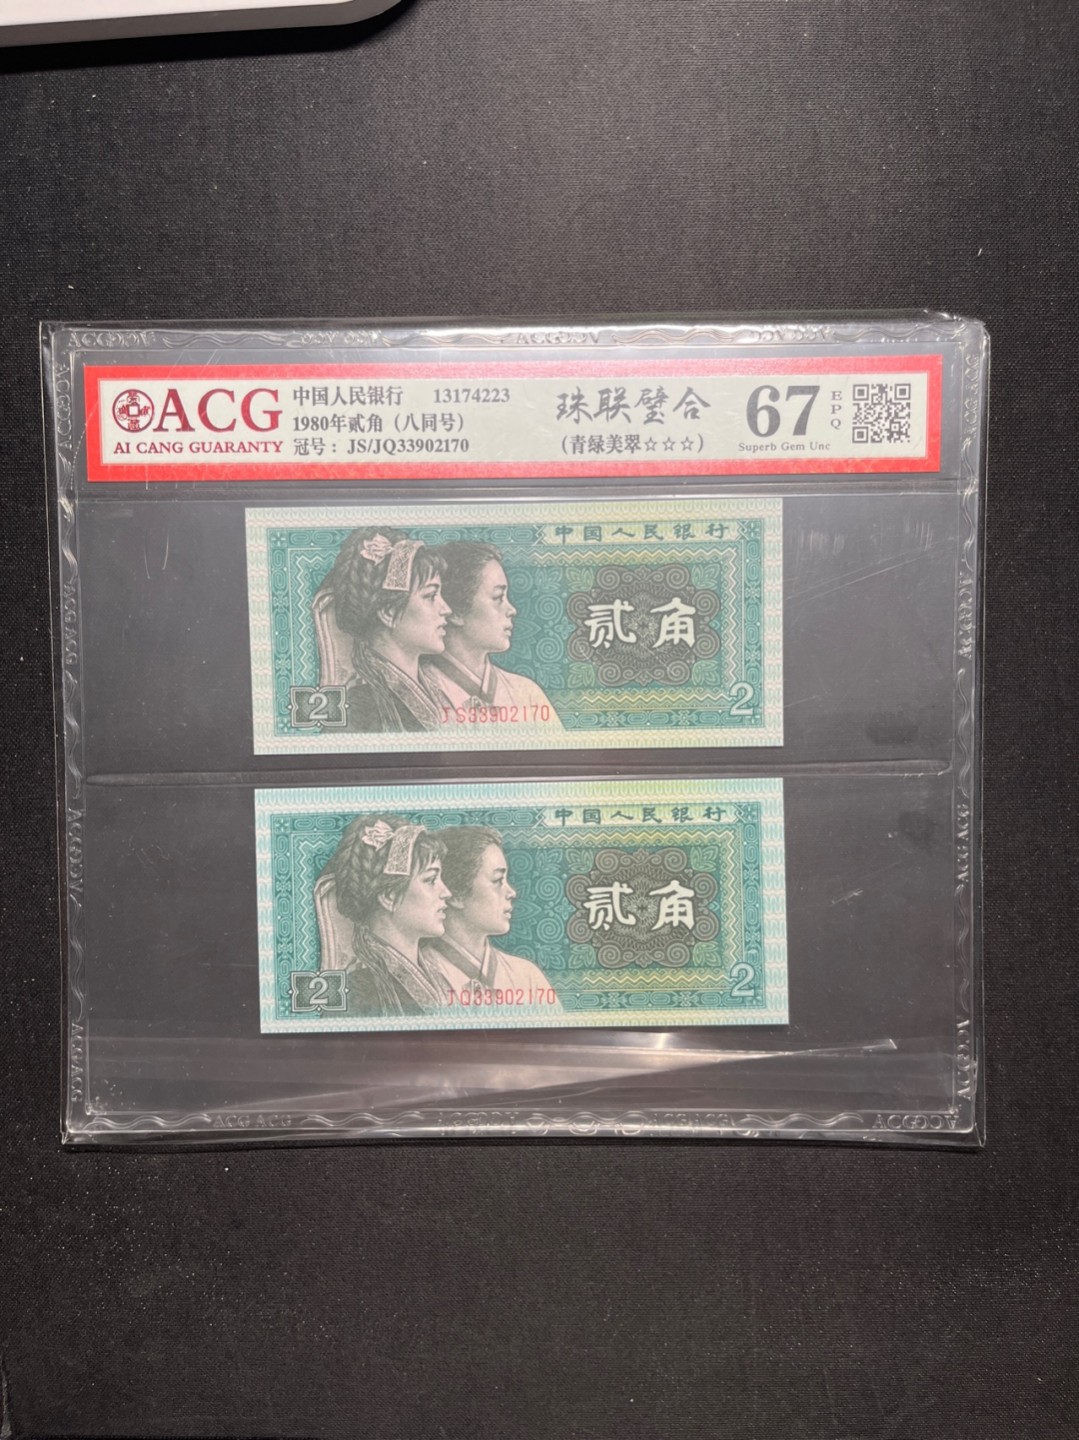 ACG
AI CANG GUARANTY
中国人民银行 13174223
1980年贰角（八同号）
冠号：JS/JQ33902170
珠联璧合
（青绿美翠☆☆☆）
67
EPQ
Superb Gem Unc
中国人民银行
贰角
2
JS33902170
2
中国人民银行
贰角
2
JQ33902170
2
ACG ACG